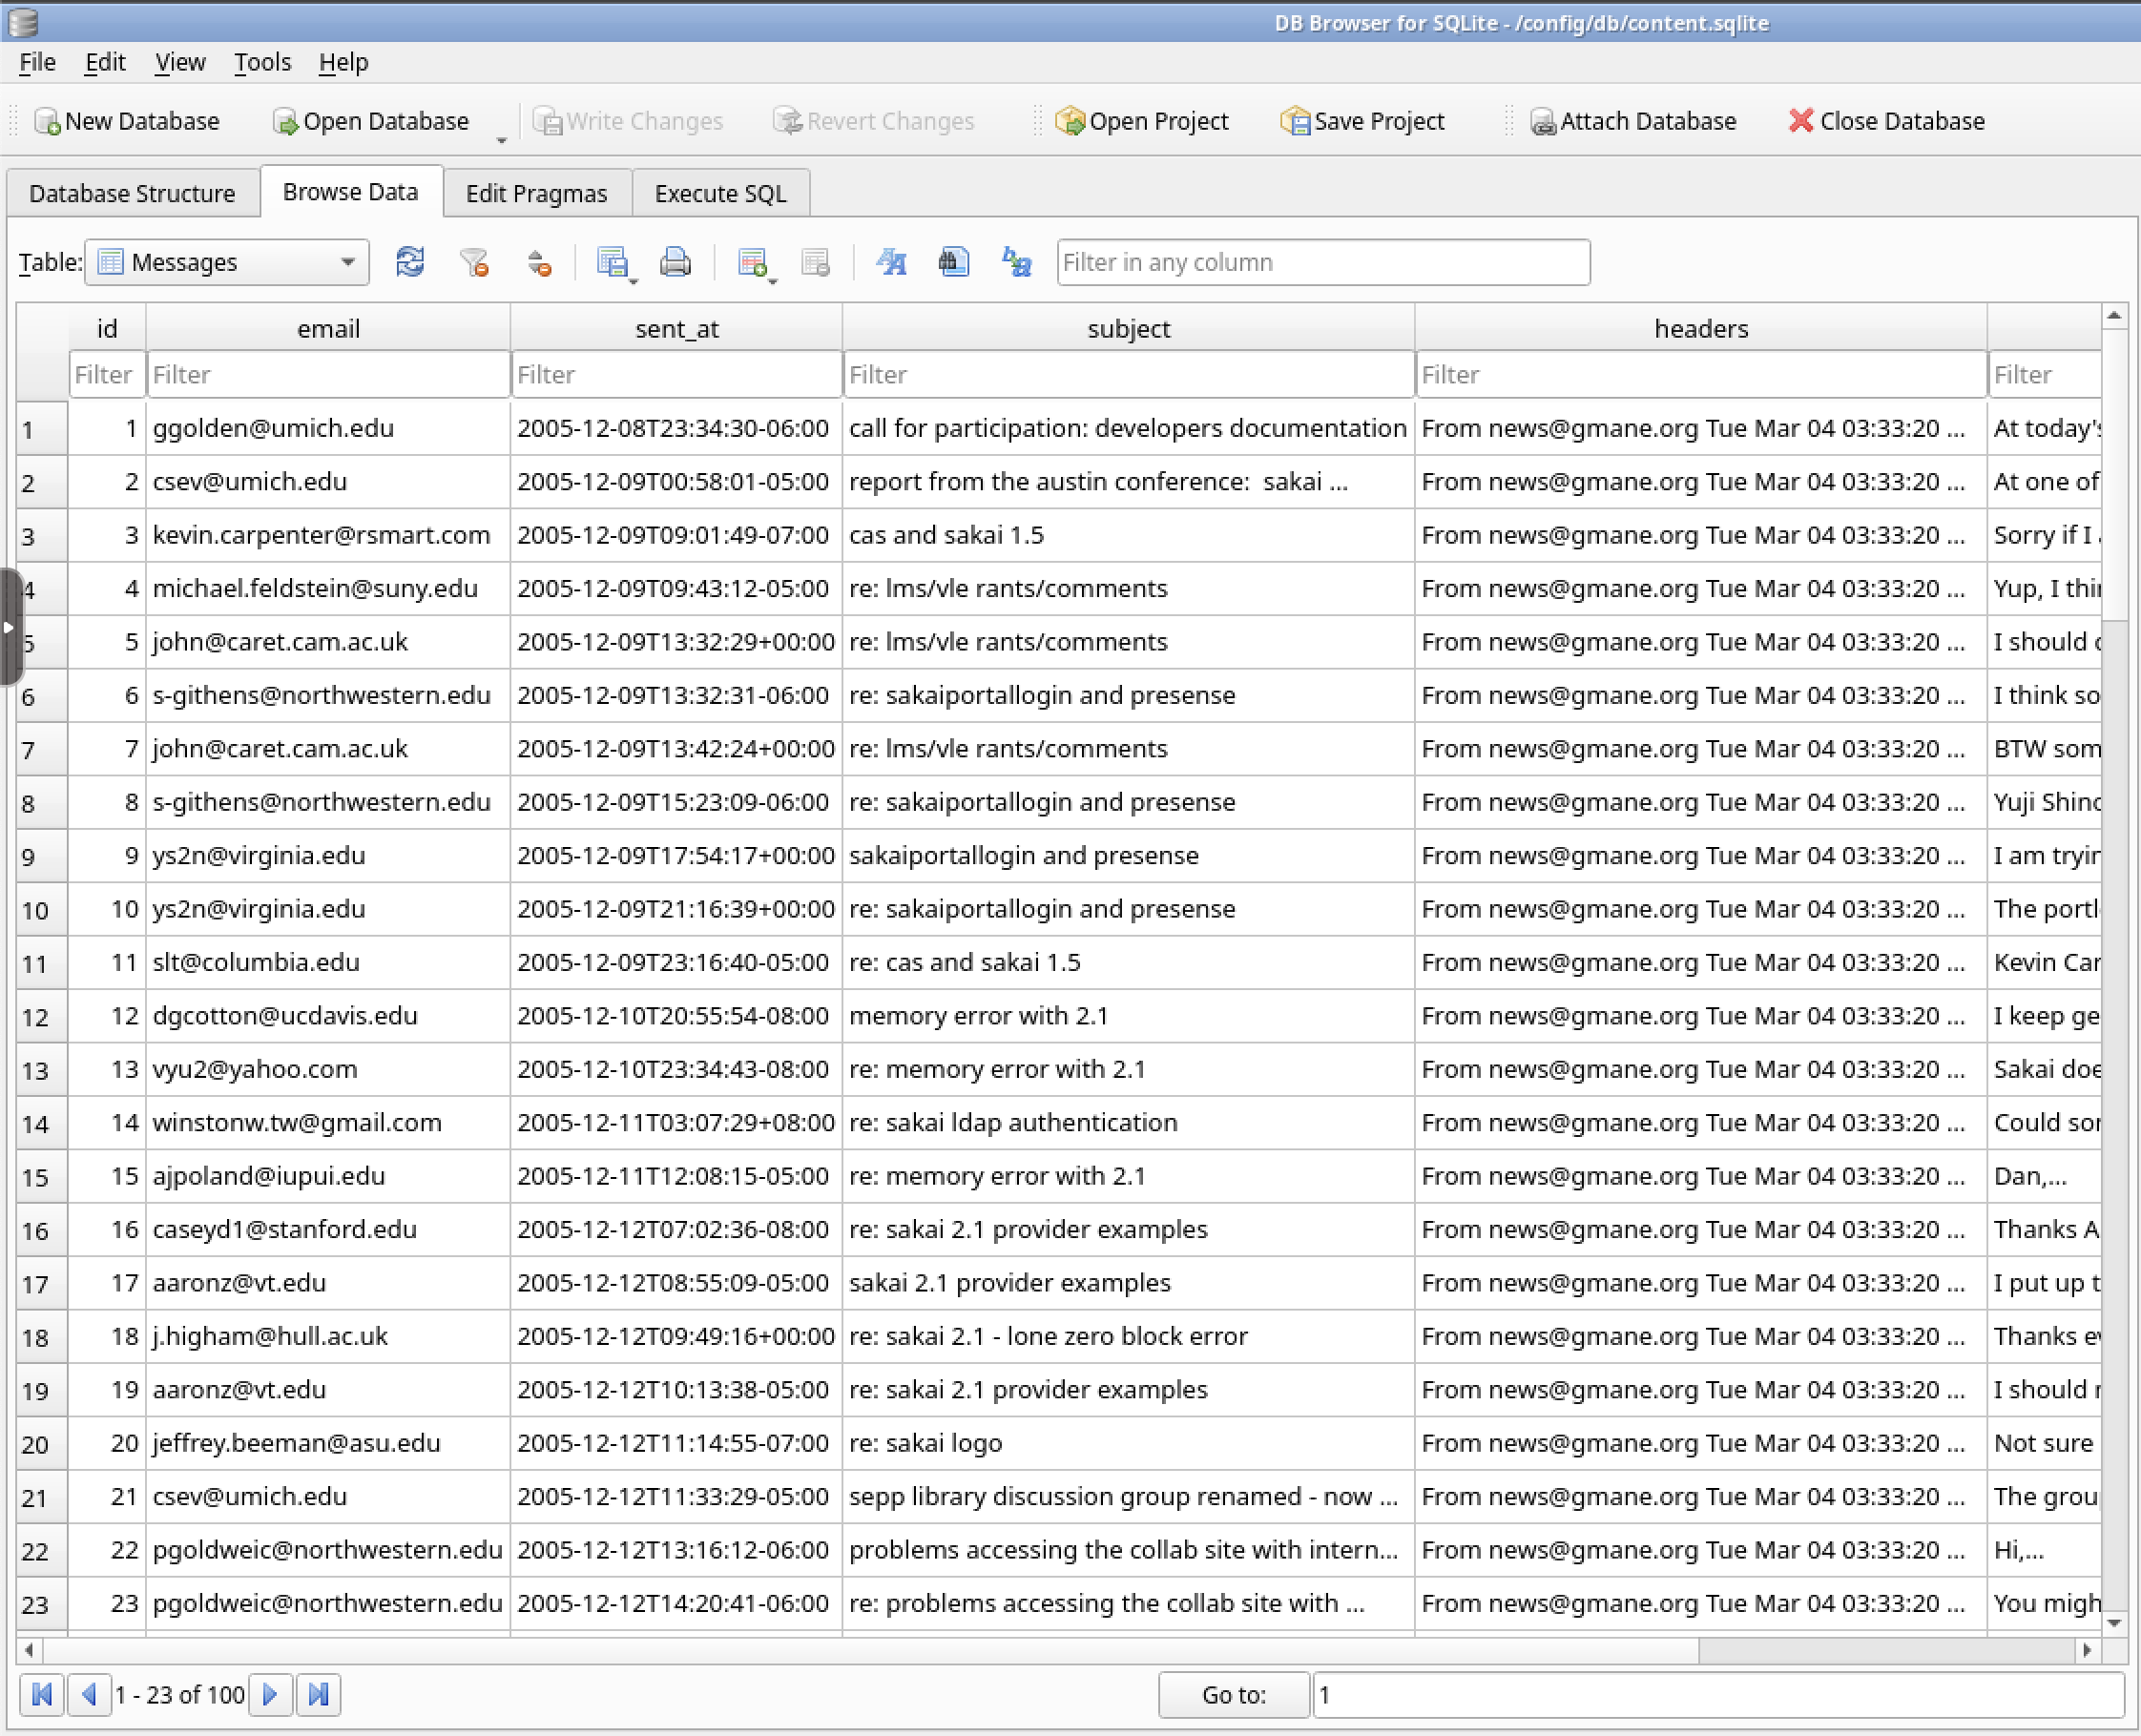 DB Browser for SQLite - /config/db/content.sqlite
File Edit View Tools Help
New Database Open Database Write Changes Revert Changes Open Project Save Project Attach Database Close Database
Database Structure Browse Data Edit Pragmas Execute SQL
Table: Messages Filter in any column
id email sent_at subject headers
Filter Filter Filter Filter Filter Filter
1 1 ggolden@umich.edu 2005-12-08T23:34:30-06:00 call for participation: developers documentation From news@gmane.org Tue Mar 04 03:33:20 ... At today's
2 2 csev@umich.edu 2005-12-09T00:58:01-05:00 report from the austin conference:  sakai ... From news@gmane.org Tue Mar 04 03:33:20 ... At one of
3 3 kevin.carpenter@rsmart.com 2005-12-09T09:01:49-07:00 cas and sakai 1.5 From news@gmane.org Tue Mar 04 03:33:20 ... Sorry if I
4 4 michael.feldstein@suny.edu 2005-12-09T09:43:12-05:00 re: lms/vle rants/comments From news@gmane.org Tue Mar 04 03:33:20 ... Yup, I thi
5 5 john@caret.cam.ac.uk 2005-12-09T13:32:29+00:00 re: lms/vle rants/comments From news@gmane.org Tue Mar 04 03:33:20 ... I should
6 6 s-githens@northwestern.edu 2005-12-09T13:32:31-06:00 re: sakaiportallogin and presense From news@gmane.org Tue Mar 04 03:33:20 ... I think so
7 7 john@caret.cam.ac.uk 2005-12-09T13:42:24+00:00 re: lms/vle rants/comments From news@gmane.org Tue Mar 04 03:33:20 ... BTW som
8 8 s-githens@northwestern.edu 2005-12-09T15:23:09-06:00 re: sakaiportallogin and presense From news@gmane.org Tue Mar 04 03:33:20 ... Yuji Shin
9 9 ys2n@virginia.edu 2005-12-09T17:54:17+00:00 sakaiportallogin and presense From news@gmane.org Tue Mar 04 03:33:20 ... I am tryin
10 10 ys2n@virginia.edu 2005-12-09T21:16:39+00:00 re: sakaiportallogin and presense From news@gmane.org Tue Mar 04 03:33:20 ... The portl
11 11 slt@columbia.edu 2005-12-09T23:16:40-05:00 re: cas and sakai 1.5 From news@gmane.org Tue Mar 04 03:33:20 ... Kevin Car
12 12 dgcotton@ucdavis.edu 2005-12-10T20:55:54-08:00 memory error with 2.1 From news@gmane.org Tue Mar 04 03:33:20 ... I keep ge
13 13 vyu2@yahoo.com 2005-12-10T23:34:43-08:00 re: memory error with 2.1 From news@gmane.org Tue Mar 04 03:33:20 ... Sakai doe
14 14 winstonw.tw@gmail.com 2005-12-11T03:07:29+08:00 re: sakai ldap authentication From news@gmane.org Tue Mar 04 03:33:20 ... Could so
15 15 ajpoland@iupui.edu 2005-12-11T12:08:15-05:00 re: memory error with 2.1 From news@gmane.org Tue Mar 04 03:33:20 ... Dan,...
16 16 caseyd1@stanford.edu 2005-12-12T07:02:36-08:00 re: sakai 2.1 provider examples From news@gmane.org Tue Mar 04 03:33:20 ... Thanks A
17 17 aaronz@vt.edu 2005-12-12T08:55:09-05:00 sakai 2.1 provider examples From news@gmane.org Tue Mar 04 03:33:20 ... I put up t
18 18 j.higham@hull.ac.uk 2005-12-12T09:49:16+00:00 re: sakai 2.1 - lone zero block error From news@gmane.org Tue Mar 04 03:33:20 ... Thanks ev
19 19 aaronz@vt.edu 2005-12-12T10:13:38-05:00 re: sakai 2.1 provider examples From news@gmane.org Tue Mar 04 03:33:20 ... I should
20 20 jeffrey.beeman@asu.edu 2005-12-12T11:14:55-07:00 re: sakai logo From news@gmane.org Tue Mar 04 03:33:20 ... Not sure
21 21 csev@umich.edu 2005-12-12T11:33:29-05:00 sepp library discussion group renamed - now ... From news@gmane.org Tue Mar 04 03:33:20 ... The grou
22 22 pgoldweic@northwestern.edu 2005-12-12T13:16:12-06:00 problems accessing the collab site with intern... From news@gmane.org Tue Mar 04 03:33:20 ... Hi,...
23 23 pgoldweic@northwestern.edu 2005-12-12T14:20:41-06:00 re: problems accessing the collab site with ... From news@gmane.org Tue Mar 04 03:33:20 ... You migh
1 - 23 of 100 Go to: 1